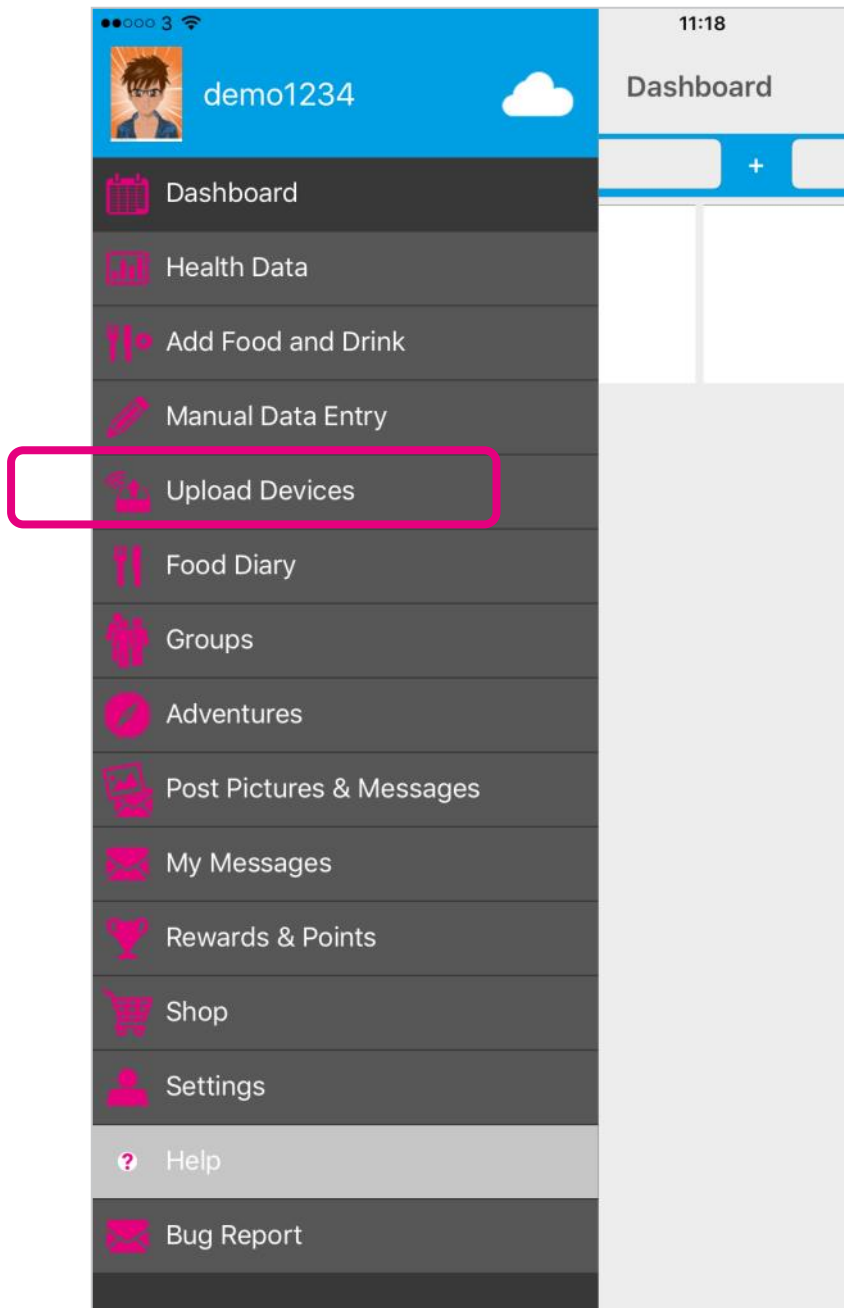 3 11:18
demo1234
Dashboard
+
Dashboard
Health Data
Add Food and Drink
Manual Data Entry
Upload Devices
Food Diary
Groups
Adventures
Post Pictures & Messages
My Messages
Rewards & Points
Shop
Settings
? Help
Bug Report